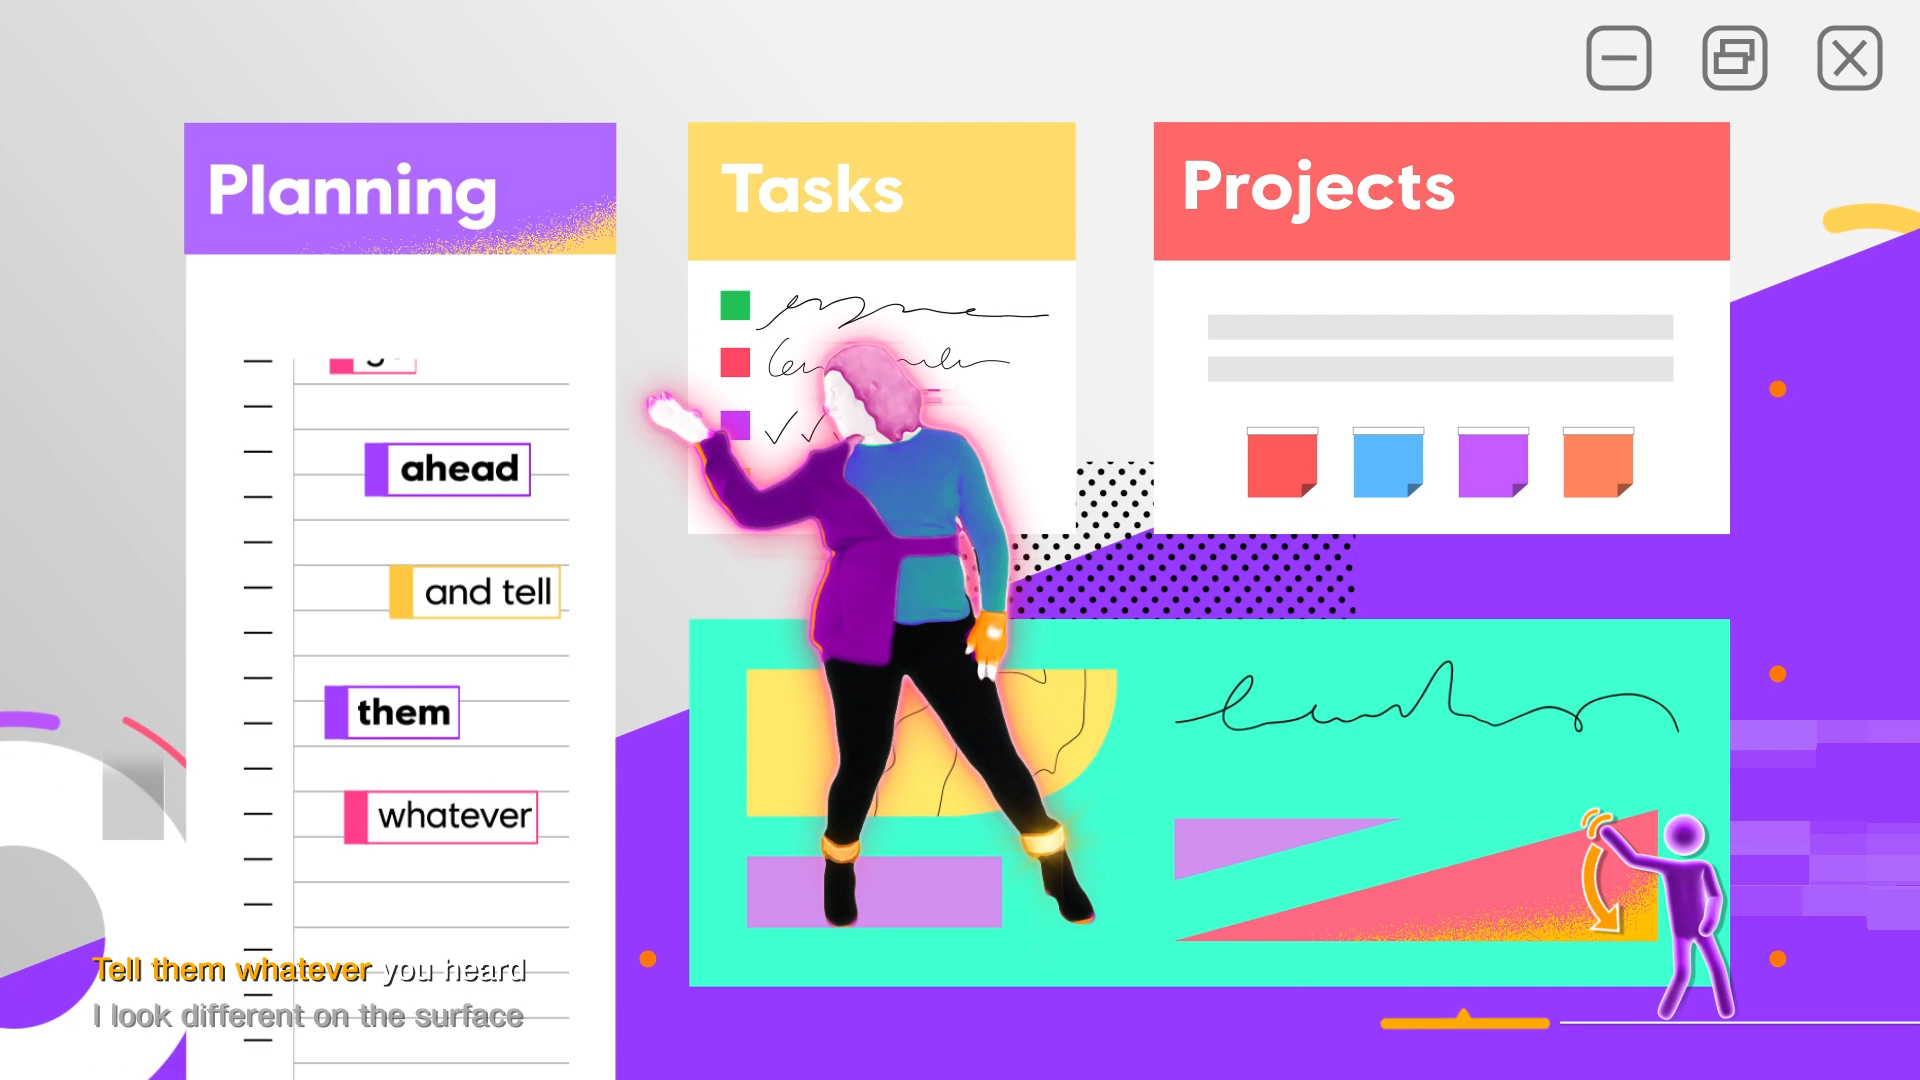 Planning
Tasks
Projects
ahead
and tell
them
whatever
Tell them whatever you heard
I look different on the surface